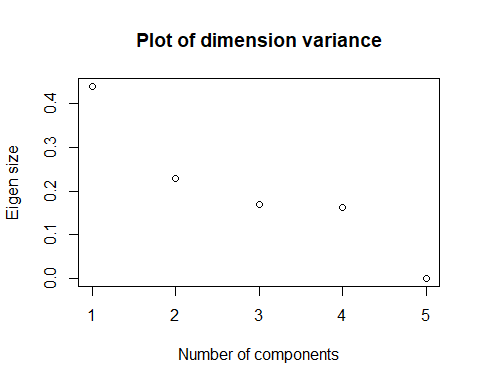 Plot of dimension variance
Eigen size
0.4
0.3
0.2
0.1
0.0
1 2 3 4 5
Number of components